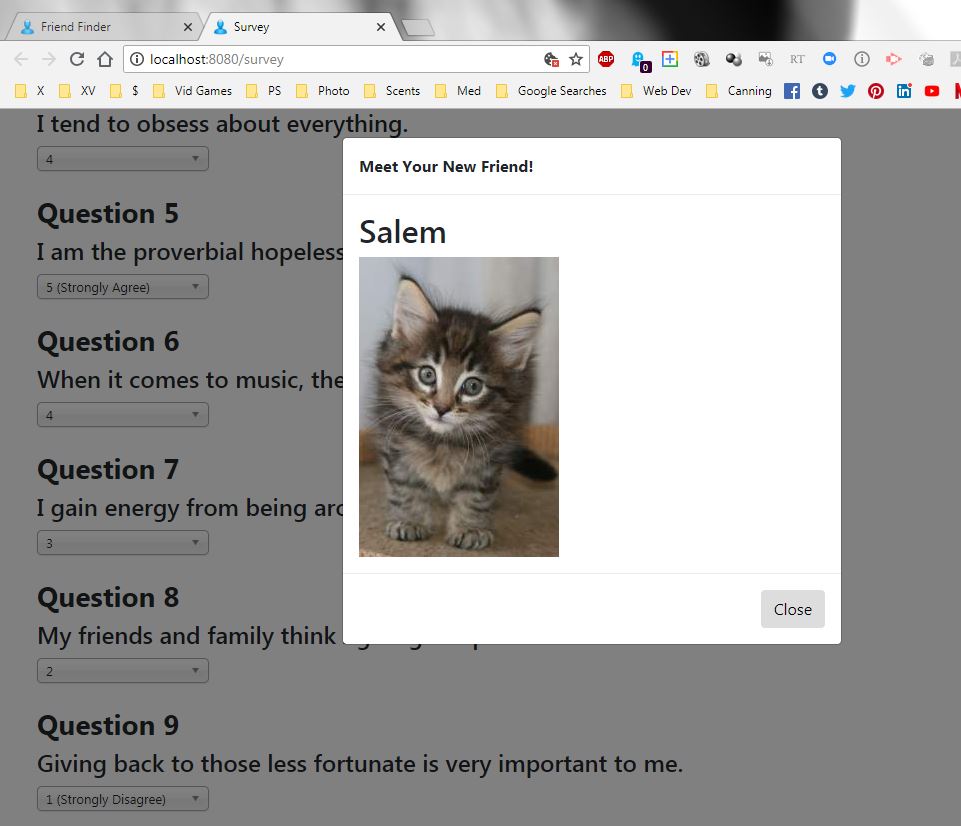 Friend Finder
Survey
localhost:8080/survey
ABP
0
RT
X
XV
$
Vid Games
PS
Photo
Scents
Med
Google Searches
Web Dev
Canning
I tend to obsess about everything.
4
Question 5
I am the proverbial hopeless
5 (Strongly Agree)
Question 6
When it comes to music, the
4
Question 7
I gain energy from being
3
Question 8
My friends and family think
2
Question 9
Giving back to those less fortunate is very important to me.
1 (Strongly Disagree)
Meet Your New Friend!
Salem
Close